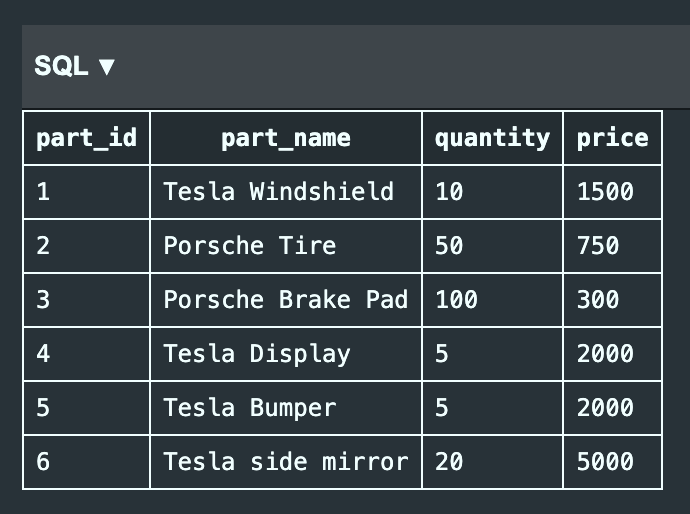 SQL ▼
part_id part_name quantity price
1 Tesla Windshield 10 1500
2 Porsche Tire 50 750
3 Porsche Brake Pad 100 300
4 Tesla Display 5 2000
5 Tesla Bumper 5 2000
6 Tesla side mirror 20 5000